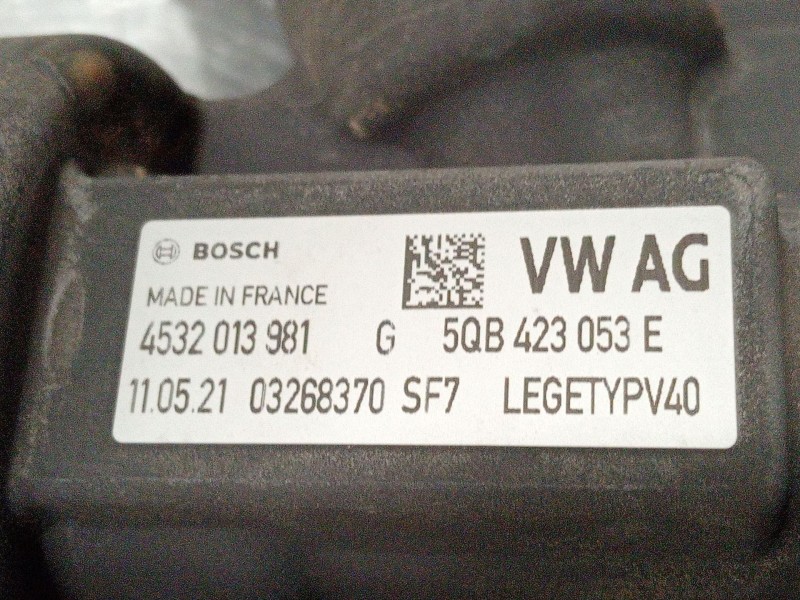 BOSCH
VW AG
MADE IN FRANCE
4532 013 981 G 5QB 423 053 E
11.05.21 03268370 SF7 LEGETYPV40